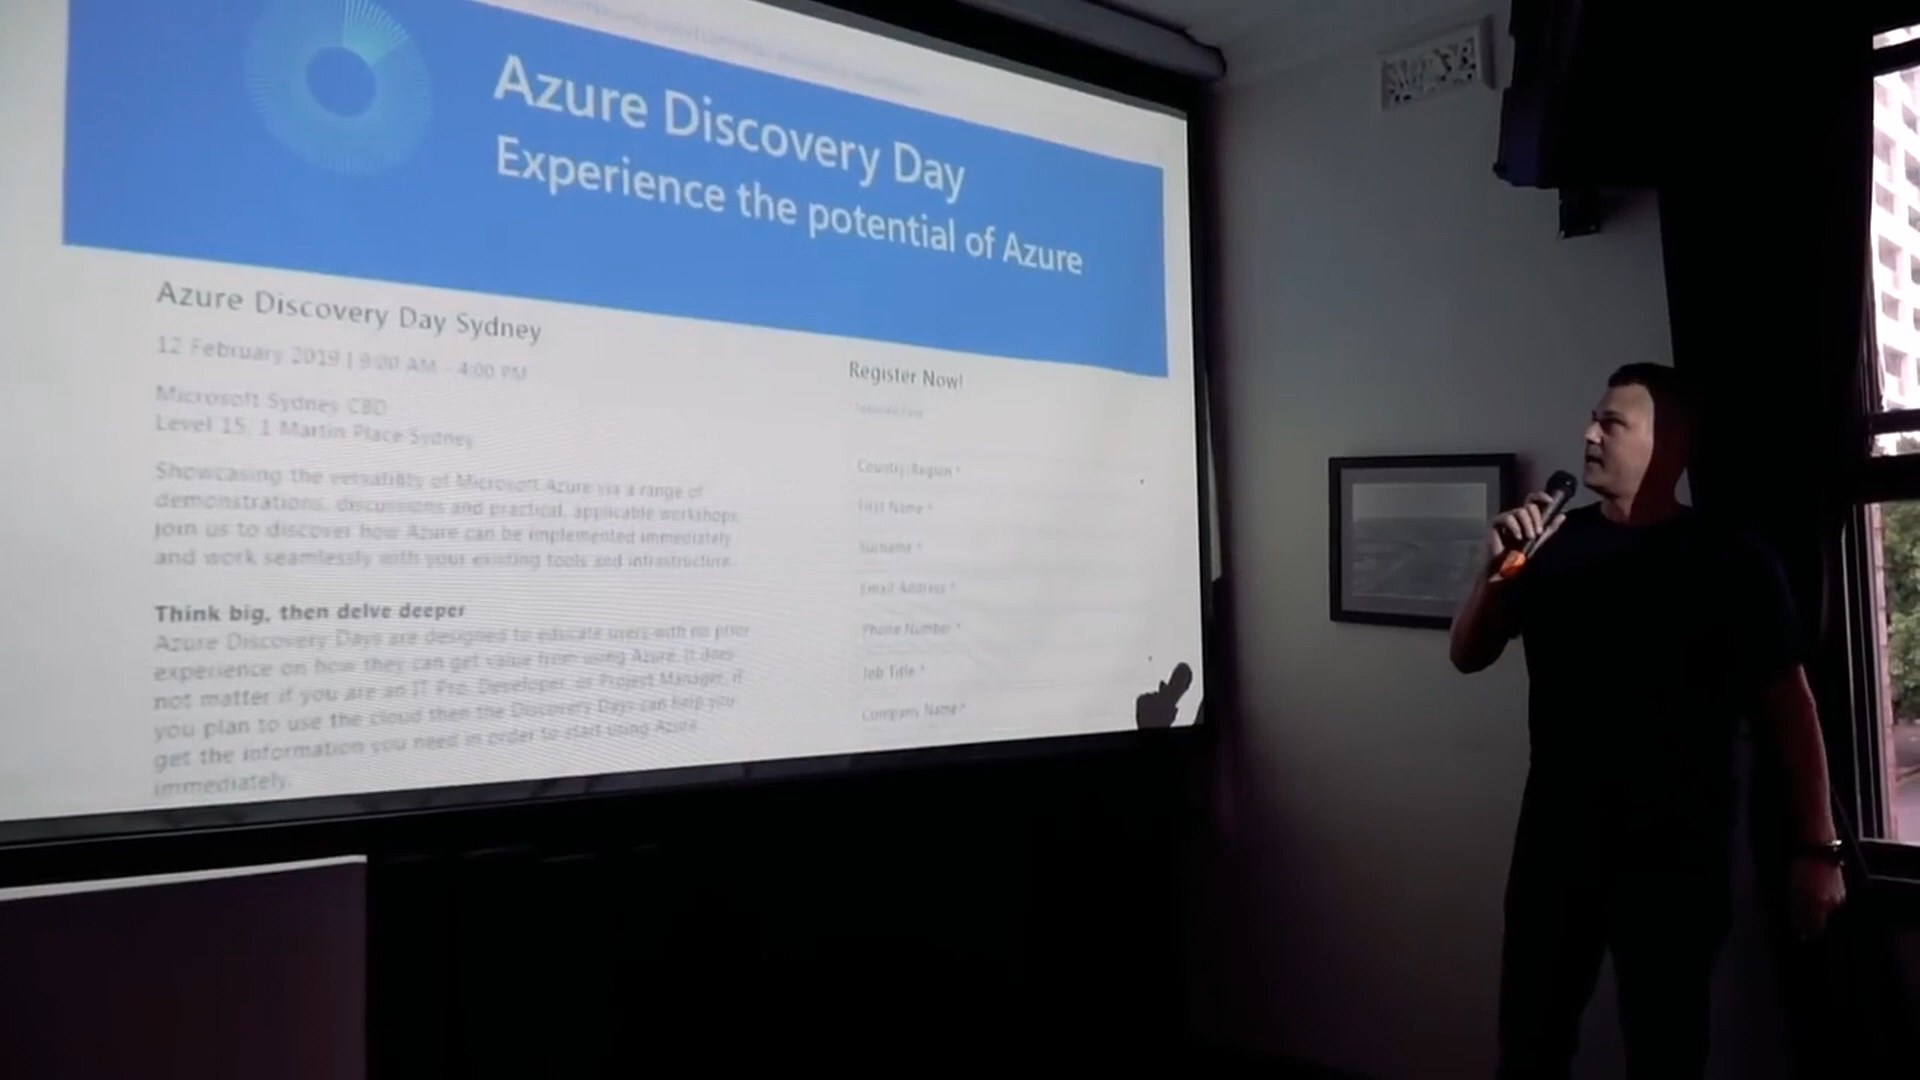 Azure Discovery Day
Experience the potential of Azure
Azure Discovery Day Sydney
12 February 2019 | 9:00 AM - 4:00 PM
Microsoft Sydney CBD
Level 15, 1 Martin Place Sydney
Showcasing the versatility of Microsoft Azure via a range of
demonstrations, discussions and practical, applicable workshops,
join us to discover how Azure can be implemented immediately
and work seamlessly with your existing tools and infrastructure.
Think big, then delve deeper
Azure Discovery Days are designed to educate users with no prior
experience on how they can get value from using Azure. It does
not matter if you are an IT Pro, Developer or Project Manager, if
you plan to use the cloud then the Discovery Days can help you
get the information you need in order to start using Azure
immediately.
Register Now!
Country/Region *
First Name *
Surname *
Email Address *
Phone Number *
Job Title *
Company Name *